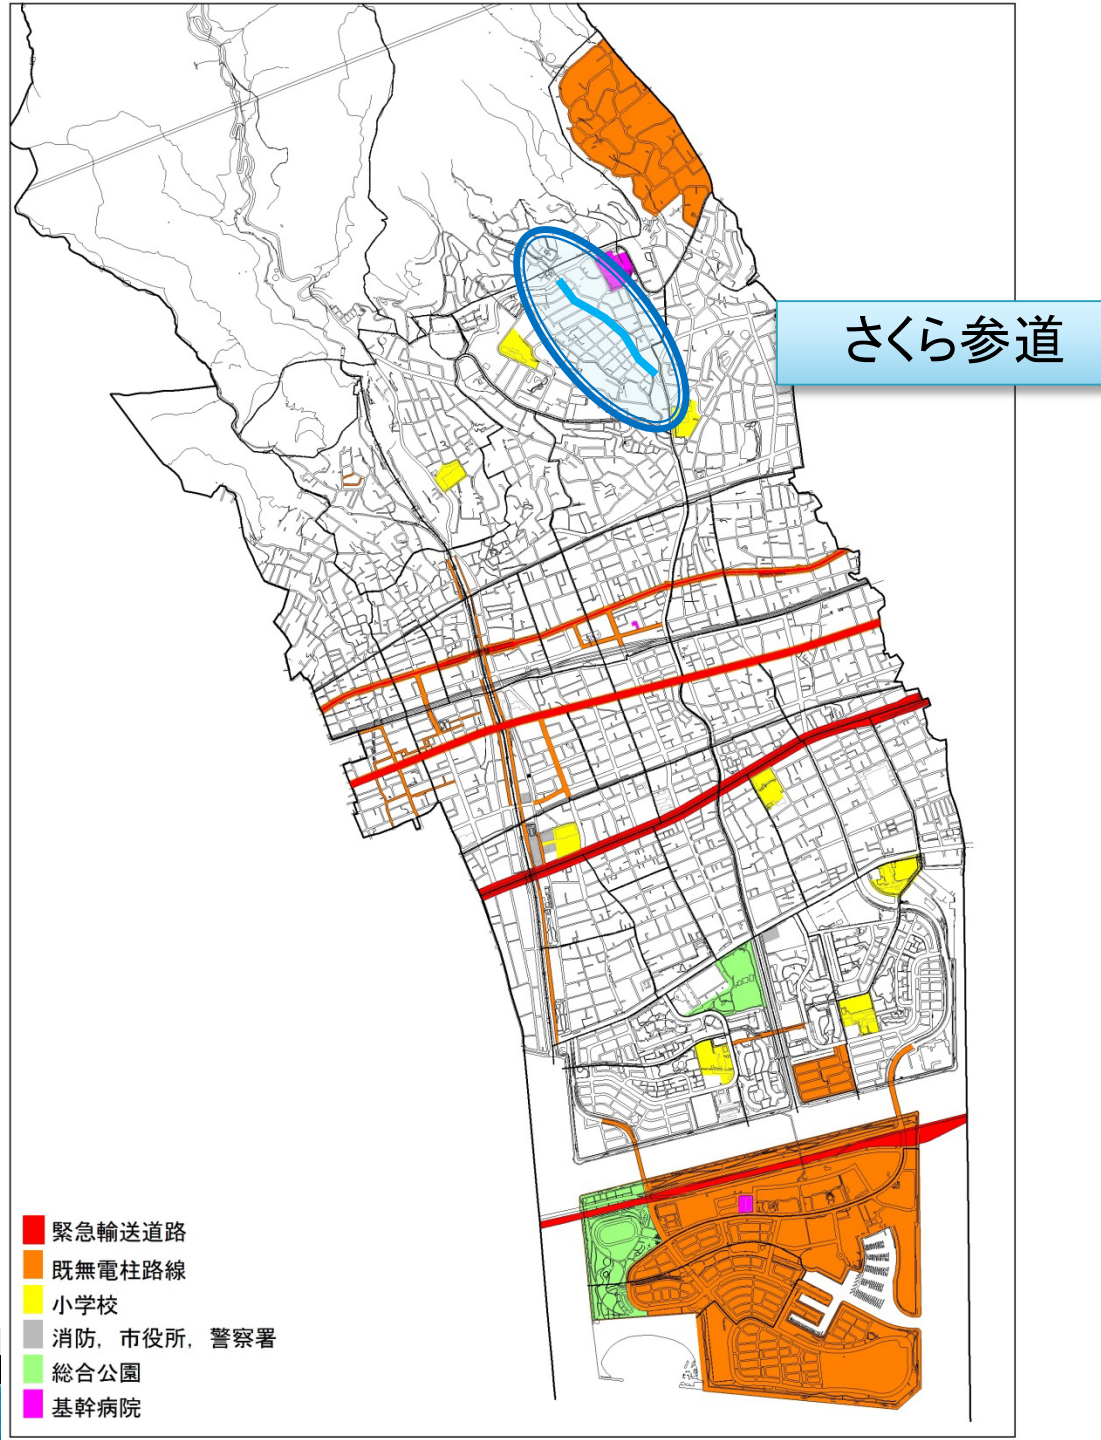 さくら参道
緊急輸送道路
既無電柱路線
小学校
消防，市役所，警察署
総合公園
基幹病院